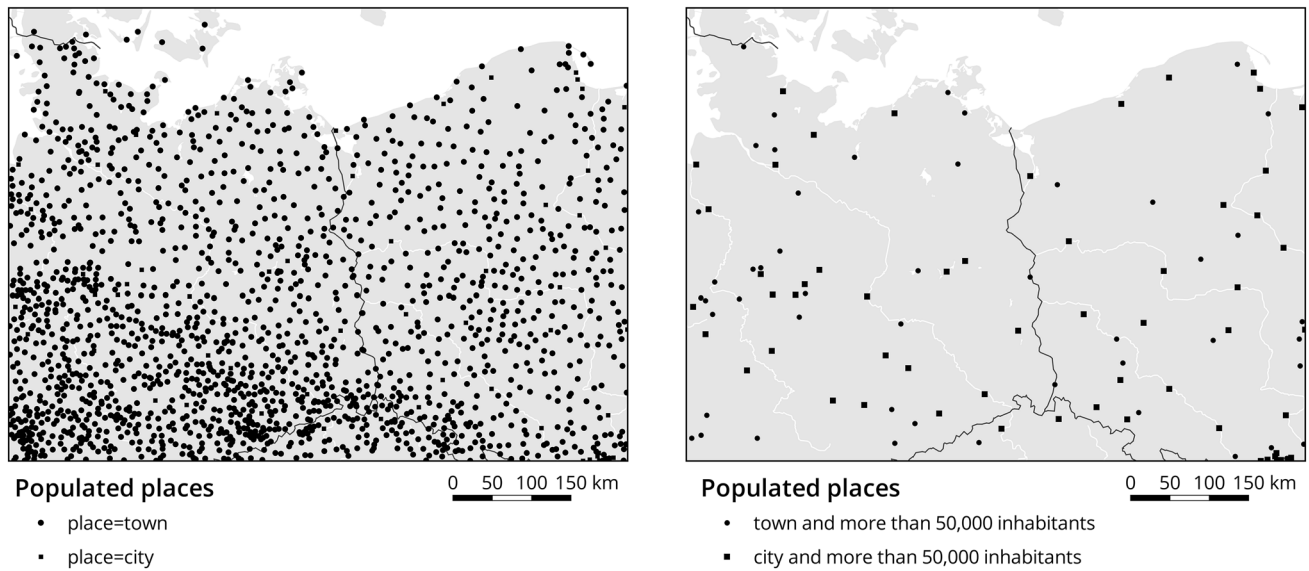 Populated places
0 50 100 150 km
place=town
place=city
Populated places
0 50 100 150 km
town and more than 50,000 inhabitants
city and more than 50,000 inhabitants